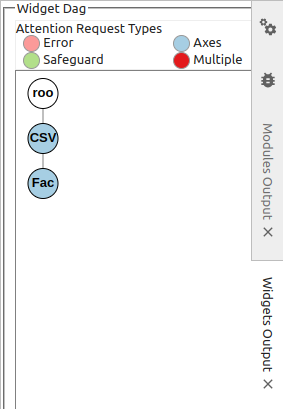 Widget Dag
Attention Request Types
Error
Axes
Safeguard
Multiple
roo
CSV
Fac
Modules Output
Widgets Output